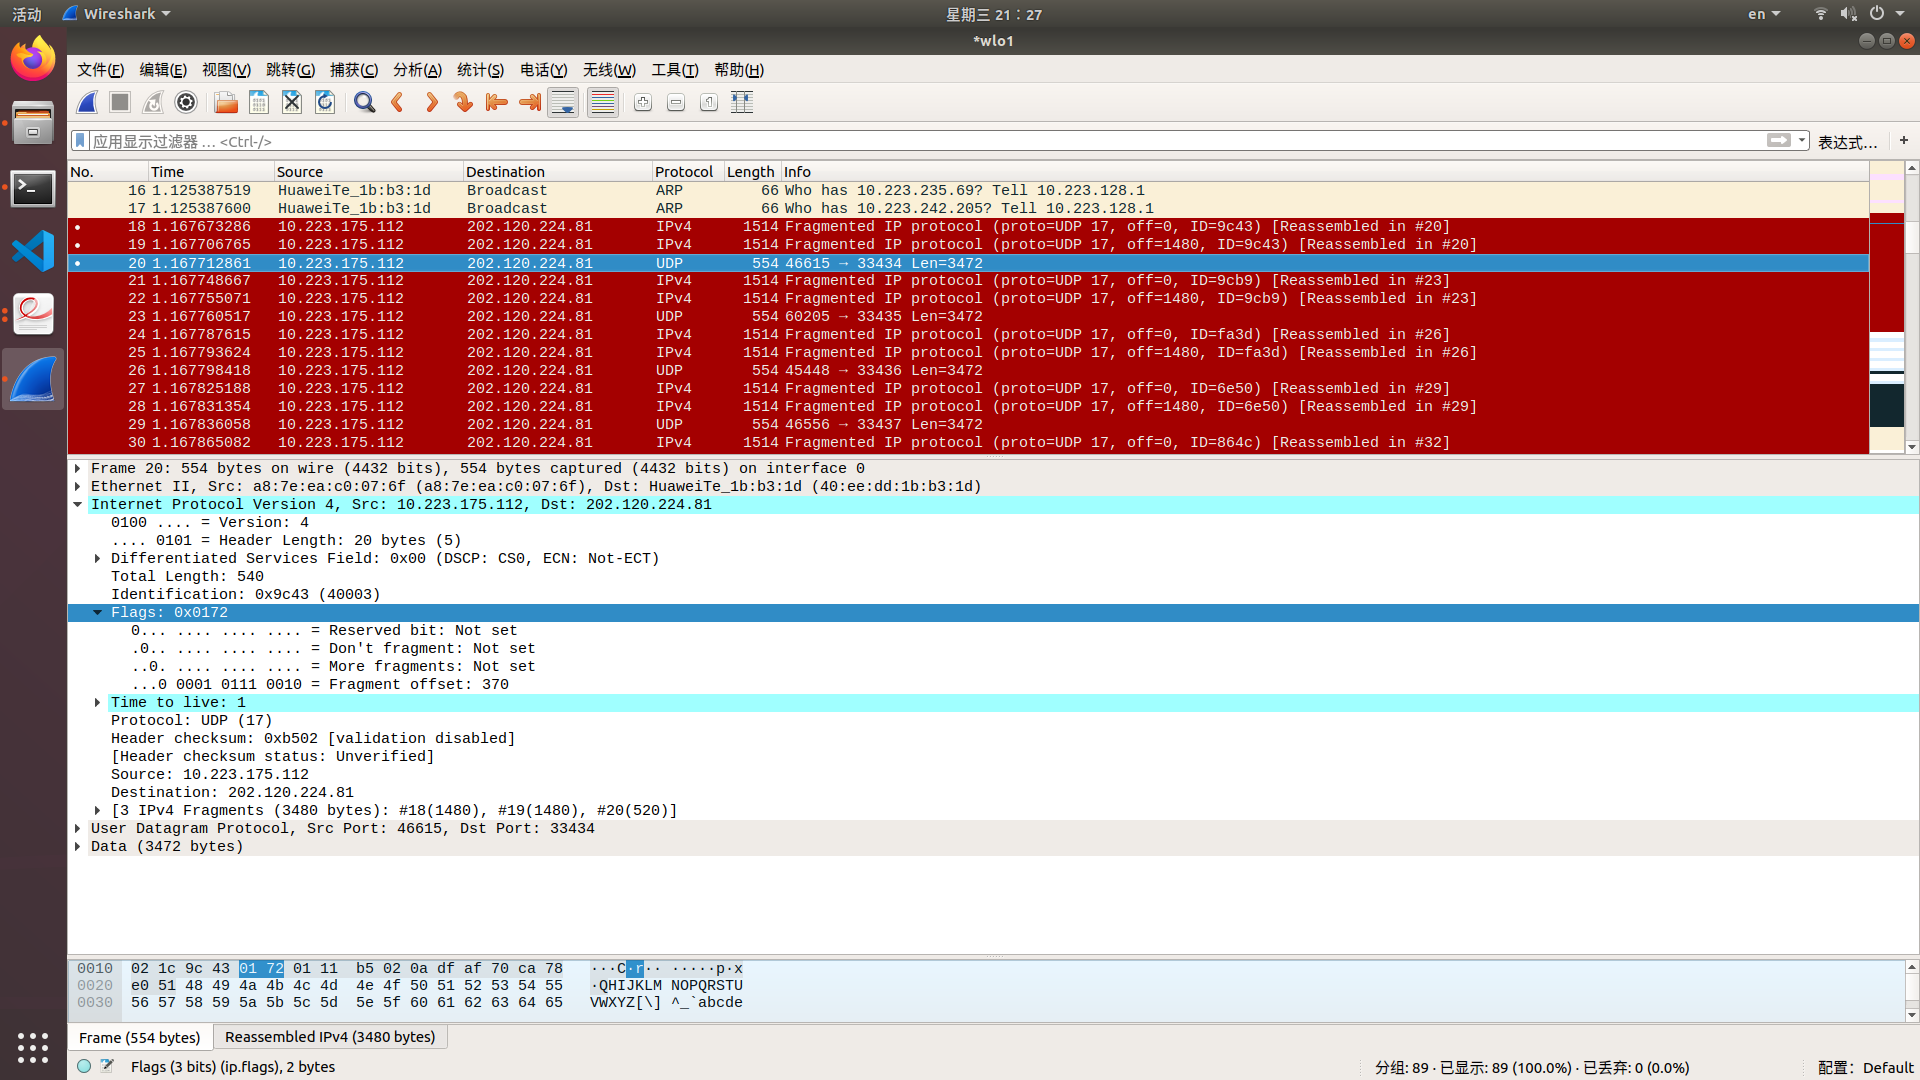 活动 Wireshark 星期三 21：27 en
*wlo1
文件(F) 编辑(E) 视图(V) 跳转(G) 捕获(C) 分析(A) 统计(S) 电话(Y) 无线(W) 工具(T) 帮助(H)
应用显示过滤器 … <Ctrl-/> 表达式… +
No. Time Source Destination Protocol Length Info
16 1.125387519 HuaweiTe_1b:b3:1d Broadcast ARP 66 Who has 10.223.235.69? Tell 10.223.128.1
17 1.125387600 HuaweiTe_1b:b3:1d Broadcast ARP 66 Who has 10.223.242.205? Tell 10.223.128.1
18 1.167673286 10.223.175.112 202.120.224.81 IPv4 1514 Fragmented IP protocol (proto=UDP 17, off=0, ID=9c43) [Reassembled in #20]
19 1.167706765 10.223.175.112 202.120.224.81 IPv4 1514 Fragmented IP protocol (proto=UDP 17, off=1480, ID=9c43) [Reassembled in #20]
20 1.167712861 10.223.175.112 202.120.224.81 UDP 554 46615 → 33434 Len=3472
21 1.167748667 10.223.175.112 202.120.224.81 IPv4 1514 Fragmented IP protocol (proto=UDP 17, off=0, ID=9cb9) [Reassembled in #23]
22 1.167755071 10.223.175.112 202.120.224.81 IPv4 1514 Fragmented IP protocol (proto=UDP 17, off=1480, ID=9cb9) [Reassembled in #23]
23 1.167760517 10.223.175.112 202.120.224.81 UDP 554 60205 → 33435 Len=3472
24 1.167787615 10.223.175.112 202.120.224.81 IPv4 1514 Fragmented IP protocol (proto=UDP 17, off=0, ID=fa3d) [Reassembled in #26]
25 1.167793624 10.223.175.112 202.120.224.81 IPv4 1514 Fragmented IP protocol (proto=UDP 17, off=1480, ID=fa3d) [Reassembled in #26]
26 1.167798418 10.223.175.112 202.120.224.81 UDP 554 45448 → 33436 Len=3472
27 1.167825188 10.223.175.112 202.120.224.81 IPv4 1514 Fragmented IP protocol (proto=UDP 17, off=0, ID=6e50) [Reassembled in #29]
28 1.167831354 10.223.175.112 202.120.224.81 IPv4 1514 Fragmented IP protocol (proto=UDP 17, off=1480, ID=6e50) [Reassembled in #29]
29 1.167836058 10.223.175.112 202.120.224.81 UDP 554 46556 → 33437 Len=3472
30 1.167865082 10.223.175.112 202.120.224.81 IPv4 1514 Fragmented IP protocol (proto=UDP 17, off=0, ID=864c) [Reassembled in #32]
Frame 20: 554 bytes on wire (4432 bits), 554 bytes captured (4432 bits) on interface 0
Ethernet II, Src: a8:7e:ea:c0:07:6f (a8:7e:ea:c0:07:6f), Dst: HuaweiTe_1b:b3:1d (40:ee:dd:1b:b3:1d)
Internet Protocol Version 4, Src: 10.223.175.112, Dst: 202.120.224.81
0100 .... = Version: 4
.... 0101 = Header Length: 20 bytes (5)
Differentiated Services Field: 0x00 (DSCP: CS0, ECN: Not-ECT)
Total Length: 540
Identification: 0x9c43 (40003)
Flags: 0x0172
0... .... .... .... = Reserved bit: Not set
.0.. .... .... .... = Don't fragment: Not set
..0. .... .... .... = More fragments: Not set
...0 0001 0111 0010 = Fragment offset: 370
Time to live: 1
Protocol: UDP (17)
Header checksum: 0xb502 [validation disabled]
[Header checksum status: Unverified]
Source: 10.223.175.112
Destination: 202.120.224.81
[3 IPv4 Fragments (3480 bytes): #18(1480), #19(1480), #20(520)]
User Datagram Protocol, Src Port: 46615, Dst Port: 33434
Data (3472 bytes)
0010 02 1c 9c 43 01 72 01 11 b5 02 0a df af 70 ca 78 ···C·r·· ·····p·x
0020 e0 51 48 49 4a 4b 4c 4d 4e 4f 50 51 52 53 54 55 ·QHIJKLM NOPQRSTU
0030 56 57 58 59 5a 5b 5c 5d 5e 5f 60 61 62 63 64 65 VWXYZ[\] ^_`abcde
Frame (554 bytes) Reassembled IPv4 (3480 bytes)
Flags (3 bits) (ip.flags), 2 bytes 分组: 89 · 已显示: 89 (100.0%) · 已丢弃: 0 (0.0%) 配置： Default